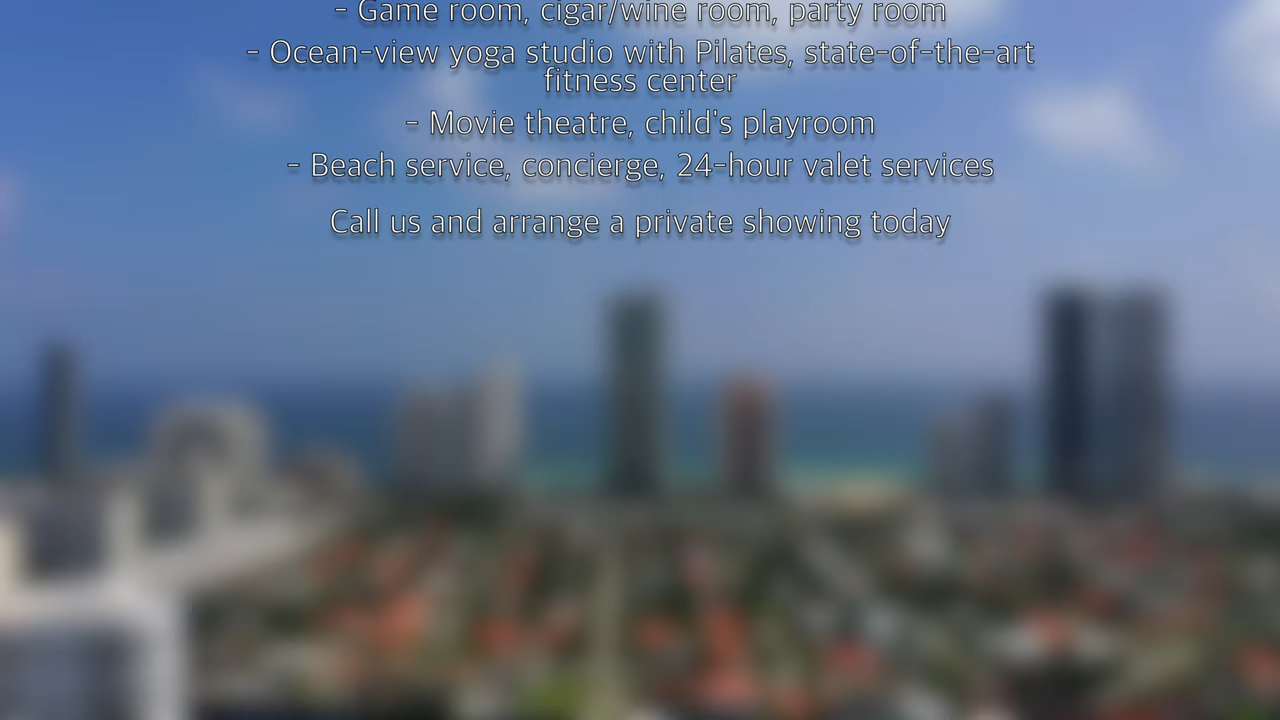 - Game room, cigar/wine room, party room
- Ocean-view yoga studio with Pilates, state-of-the-art
fitness center
- Movie theatre, child's playroom
- Beach service, concierge, 24-hour valet services
Call us and arrange a private showing today